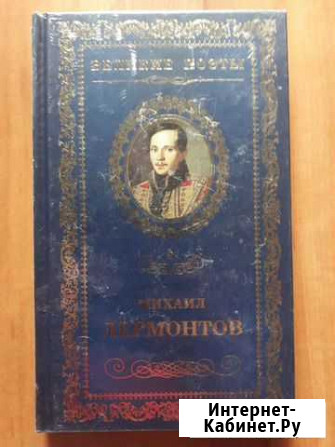 ВЕЛИКИЕ ПОЭТЫ
МИХАИЛ
ЛЕРМОНТОВ
Интернет-
Кабинет.Ру